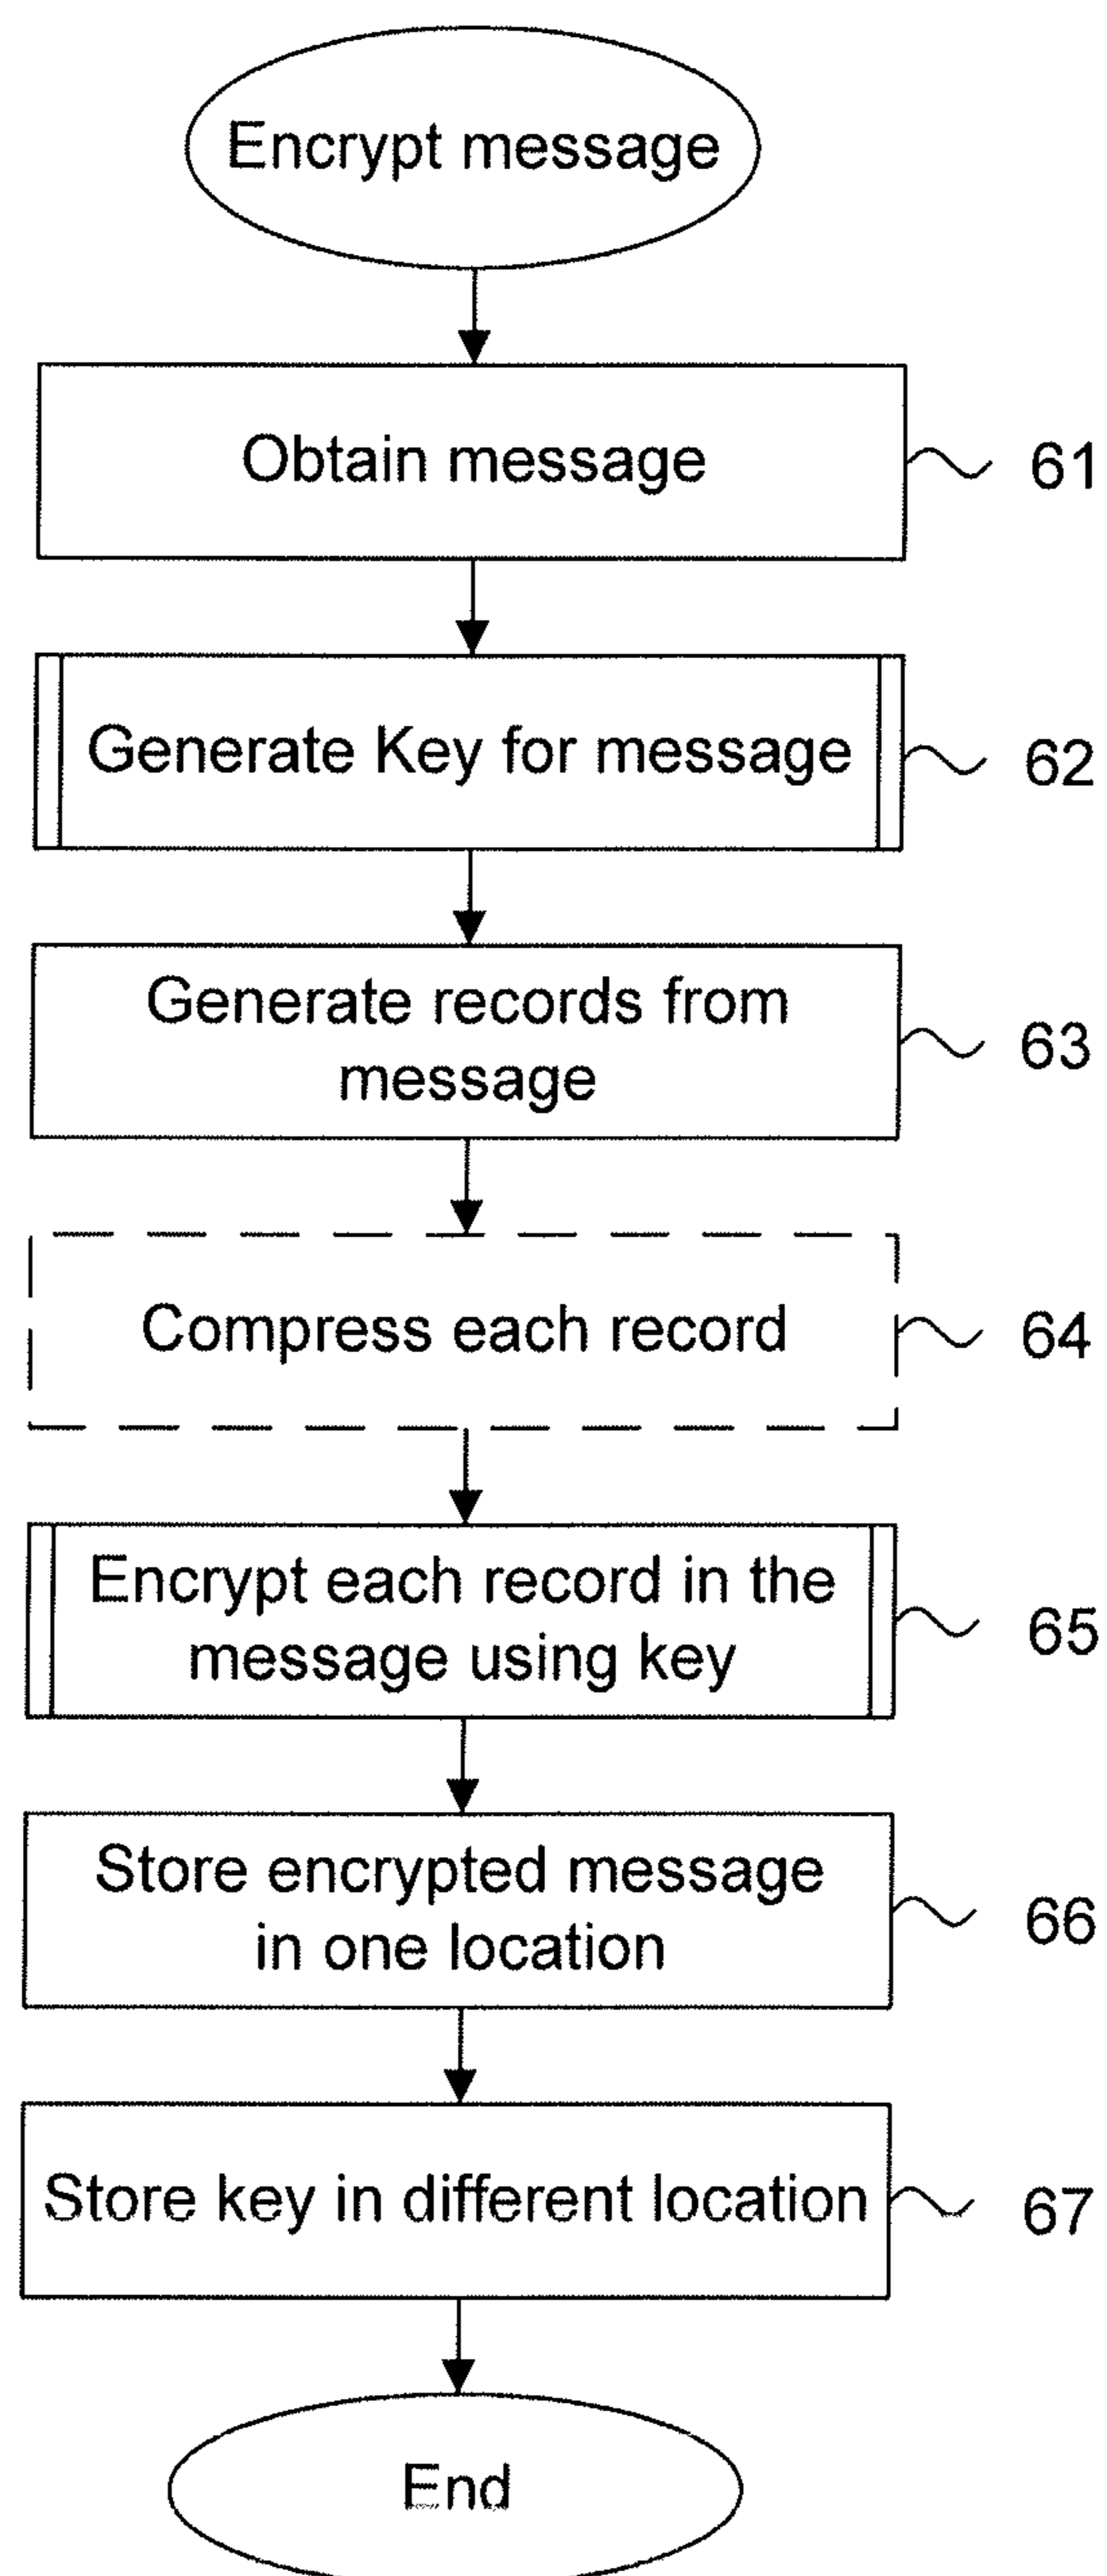 Encrypt message
Obtain message
61
Generate Key for message
62
Generate records from
message
63
Compress each record
64
Encrypt each record in the
message using key
65
Store encrypted message
in one location
66
Store key in different location
67
End